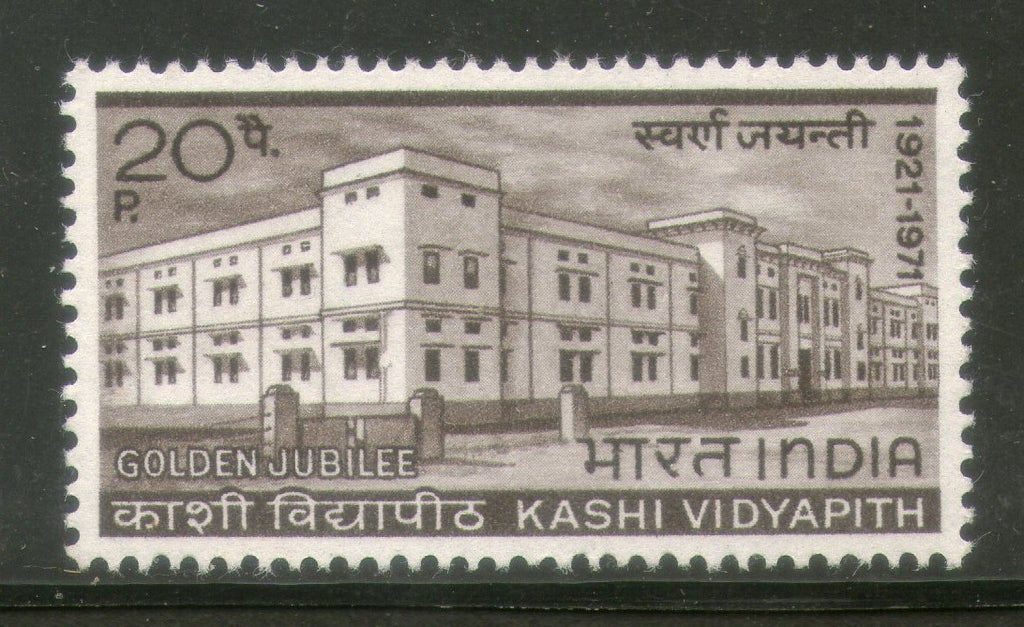 20 पै.
P.
स्वर्ण जयन्ती
1921-1971
GOLDEN JUBILEE
भारत INDIA
काशी विद्यापीठ KASHI VIDYAPITH